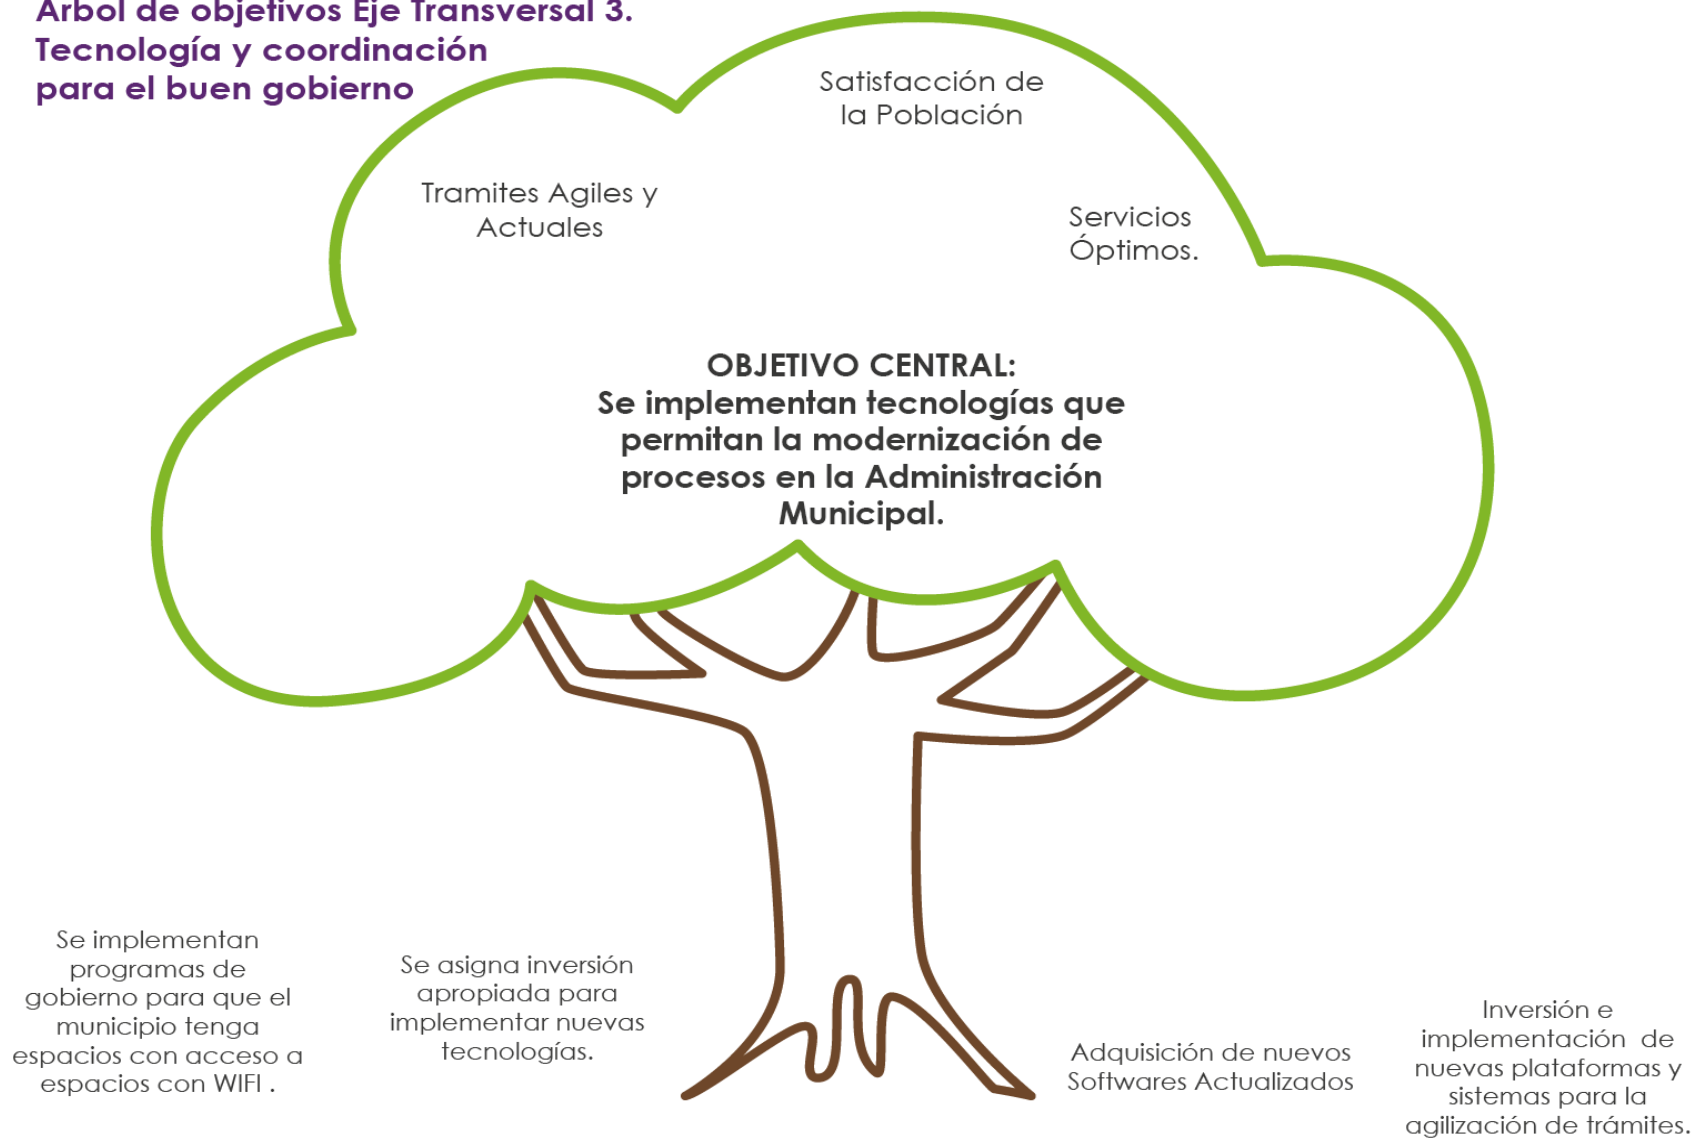 Arbol de objetivos Eje Transversal 3.
Tecnología y coordinación
para el buen gobierno
Satisfacción de
la Población
Tramites Agiles y
Actuales
Servicios
Óptimos.
OBJETIVO CENTRAL:
Se implementan tecnologías que
permitan la modernización de
procesos en la Administración
Municipal.
Se implementan
programas de
gobierno para que el
municipio tenga
espacios con acceso a
espacios con WIFI .
Se asigna inversión
apropiada para
implementar nuevas
tecnologías.
Adquisición de nuevos
Softwares Actualizados
Inversión e
implementación  de
nuevas plataformas y
sistemas para la
agilización de trámites.